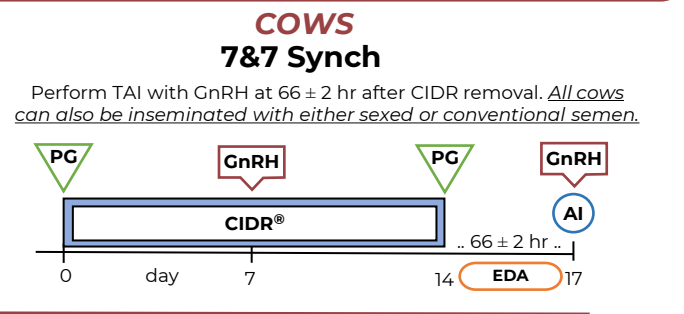 COWS
7&7 Synch
Perform TAI with GnRH at 66 ± 2 hr after CIDR removal. All cows
can also be inseminated with either sexed or conventional semen.
PG GnRH PG GnRH
CIDR® AI
.. 66 ± 2 hr ..
0 day 7 14 EDA 17